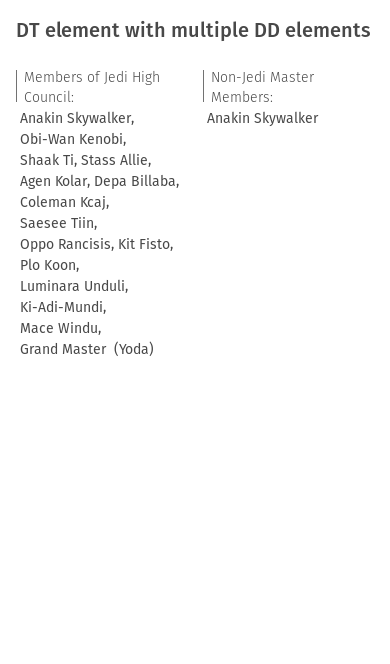 DT element with multiple DD elements
Members of Jedi High
Council:
Anakin Skywalker,
Obi-Wan Kenobi,
Shaak Ti, Stass Allie,
Agen Kolar, Depa Billaba,
Coleman Kcaj,
Saesee Tiin,
Oppo Rancisis, Kit Fisto,
Plo Koon,
Luminara Unduli,
Ki-Adi-Mundi,
Mace Windu,
Grand Master (Yoda)
Non-Jedi Master
Members:
Anakin Skywalker